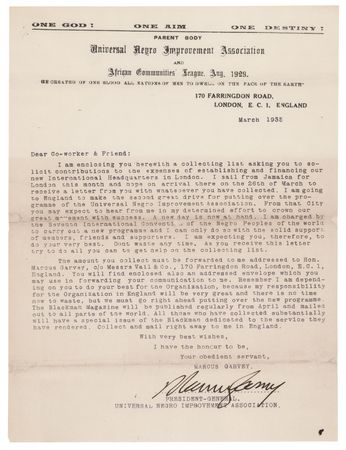 ONE GOD: ONE AIM ONE DESTINY:
PARENT BODY
Universal Negro Improvement Association
AND
African Communities' League, Aug, 1929.
"HE CREATED OF ONE BLOOD ALL NATIONS OF MEN TO DWELL ON THE FACE OF THE EARTH"
170 FARRINGDON ROAD,
LONDON, E. C. 1, ENGLAND
March 1935
Dear Co-worker & Friend:
I am enclosing you herewith a collecting list asking you to so-
licit contributions to the expenses of establishing and financing our
new International Headquarters in London. I sail from Jamaica for
London this month and hope on arrival there on the 26th of March to
receive a letter from you with whatever you have collected. I am going
to England to make the second great drive for putting over the pro-
gramme of the Universal Negro Improvement Association. From that City
you may expect to hear from me in my determined effort to crown our
great movement with success. A new day is now at hand. I am charged by
the Seventh International Convention of the Negro Peoples of the World
to carry out a new programme and I can only do so with the solid support
of members, friends and supporters. I am expecting you, therefore, to
do your very best. Dont waste any time. As you receive this letter
try to do all you can to get help on the collecting list.
The amount you collect must be forwarded to me addressed to Hon.
Marcus Garvey, c/o Messrs Vail & Co., 170 Farringdon Road, London, E.C. 1,
England. You will find enclosed also an addressed envelope which you
may use in forwarding your communication to me. Remember I am depend-
ing on you to do your best for the Organization, because my responsibility
for the Organization in England will be very great and there is no time
now to waste, but we must go right ahead putting over the new programme.
The Blackman Magazine will be published regularly from April and mailed
out to all parts of the world. All those who have collected substantially
will have a special issue of the Blackman dedicated to the service they
have rendered. Collect and mail right away to me in England.
With very best wishes,
I have the honour to be,
Your obedient servant,
MARCUS GARVEY.
Marcus Garvey
PRESIDENT-GENERAL,
UNIVERSAL NEGRO IMPROVEMENT ASSOCIATION.